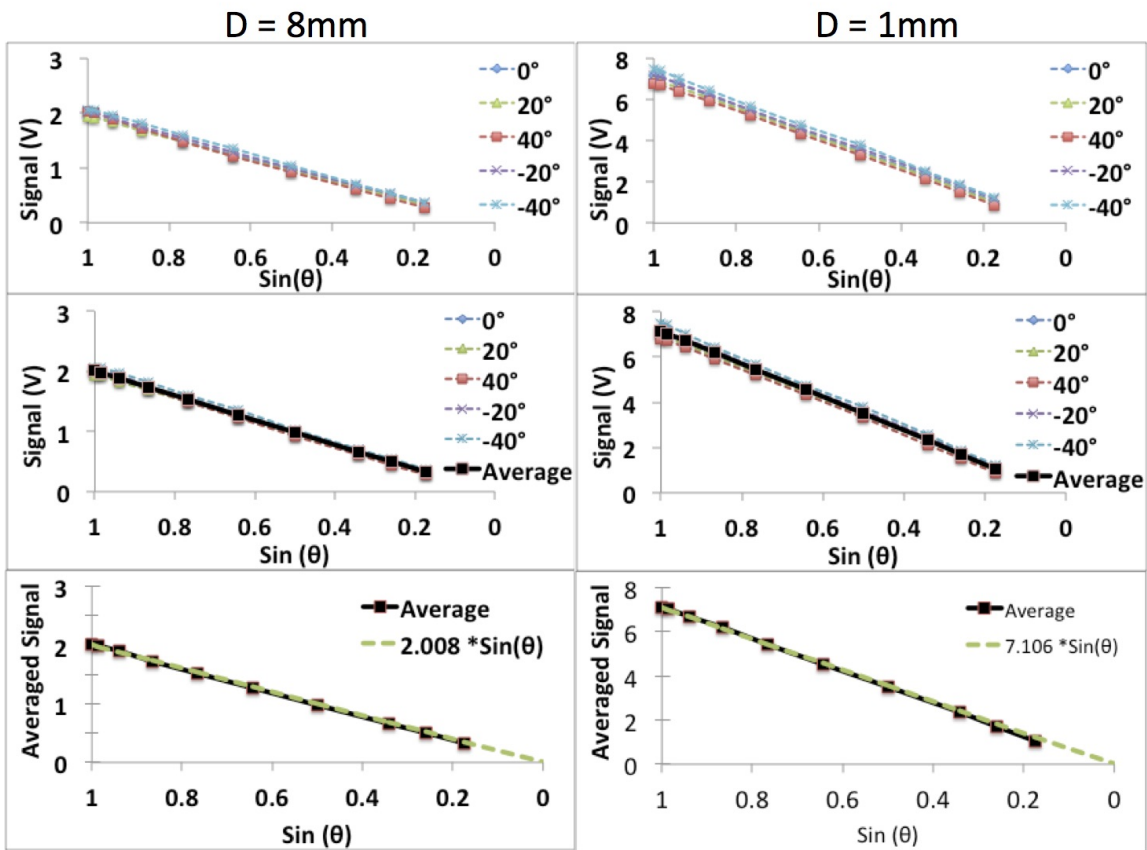 D = 8mm
D = 1mm
3
2
1
0
Signal (V)
1 0.8 0.6 0.4 0.2 0
Sin(θ)
0°
20°
40°
-20°
-40°
8
6
4
2
0
Signal (V)
1 0.8 0.6 0.4 0.2 0
Sin(θ)
0°
20°
40°
-20°
-40°
3
2
1
0
Signal (V)
1 0.8 0.6 0.4 0.2 0
Sin (θ)
0°
20°
40°
-20°
-40°
Average
8
6
4
2
0
Signal (V)
1 0.8 0.6 0.4 0.2 0
Sin (θ)
0°
20°
40°
-20°
-40°
Average
3
2
1
0
Averaged Signal
1 0.8 0.6 0.4 0.2 0
Sin (θ)
Average
2.008 *Sin(θ)
8
6
4
2
0
Averaged Signal
1 0.8 0.6 0.4 0.2 0
Sin (θ)
Average
7.106 *Sin(θ)